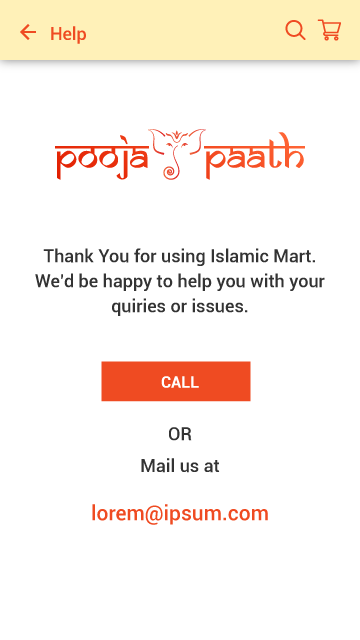 Help
pooja paath
Thank You for using Islamic Mart.
We'd be happy to help you with your
quiries or issues.
CALL
OR
Mail us at
lorem@ipsum.com